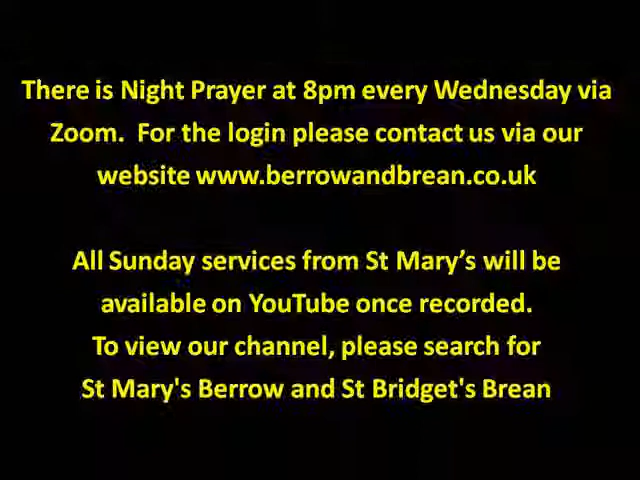 There is Night Prayer at 8pm every Wednesday via
Zoom.  For the login please contact us via our
website www.berrowandbrean.co.uk
All Sunday services from St Mary’s will be
available on YouTube once recorded.
To view our channel, please search for
St Mary's Berrow and St Bridget's Brean